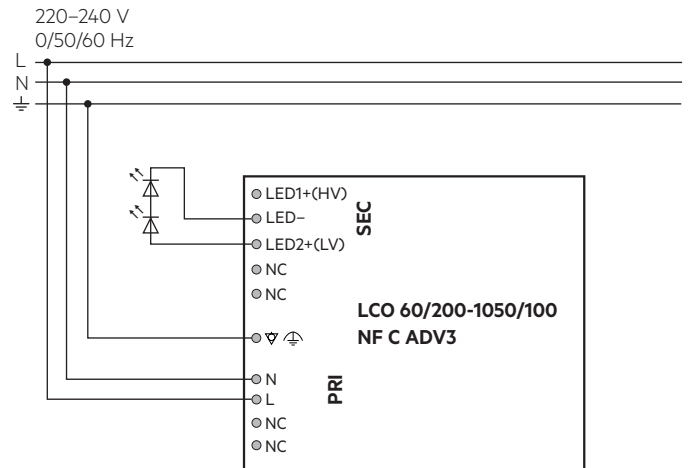 220–240 V
0/50/60 Hz
L
N
LED1+(HV)
LED–
SEC
LED2+(LV)
NC
NC
LCO 60/200-1050/100
NF C ADV3
N
PRI
L
NC
NC